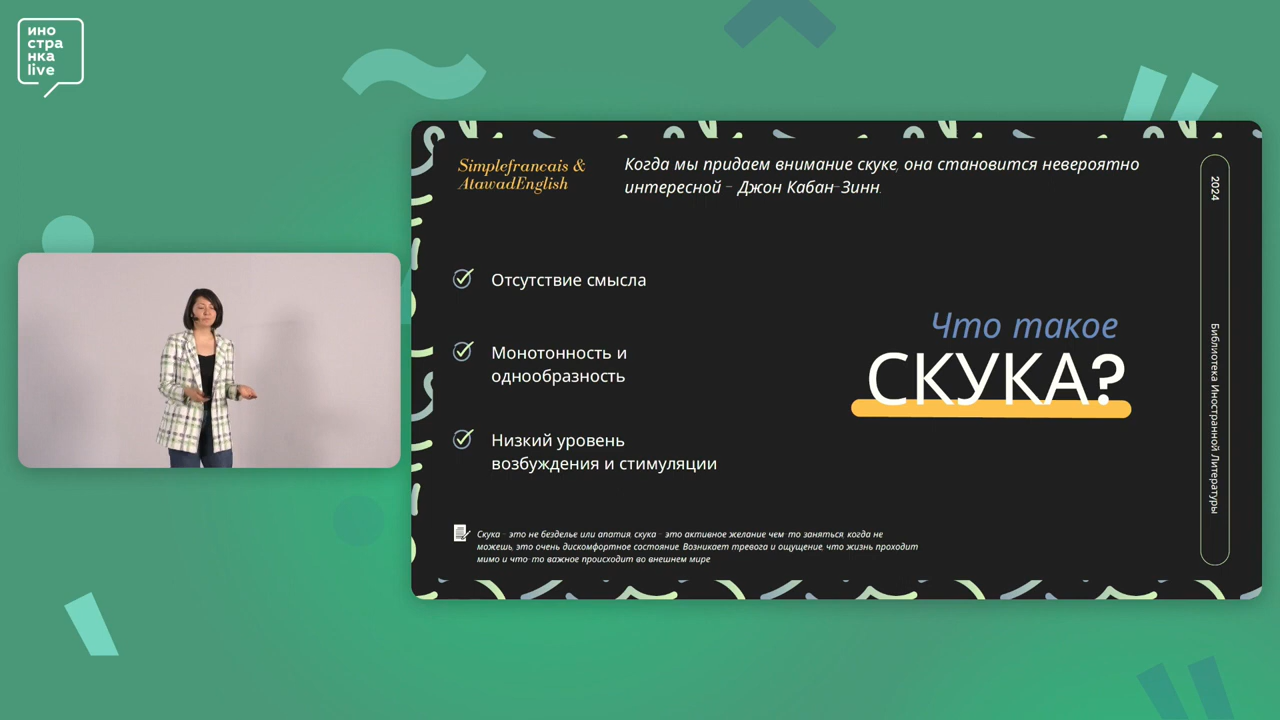 ино
стра
нка
live
Simplefrancais &
AtawadEnglish
Когда мы придаем внимание скуке, она становится невероятно
интересной - Джон Кабан-Зинн.
Отсутствие смысла
Монотонность и
однообразность
Низкий уровень
возбуждения и стимуляции
Что такое
СКУКА?
Скука - это не безделье или апатия, скука - это активное желание чем-то заняться, когда не
можешь, это очень дискомфортное состояние. Возникает тревога и ощущение, что жизнь проходит
мимо и что-то важное происходит во внешнем мире
2024
Библиотека Иностранной Литературы